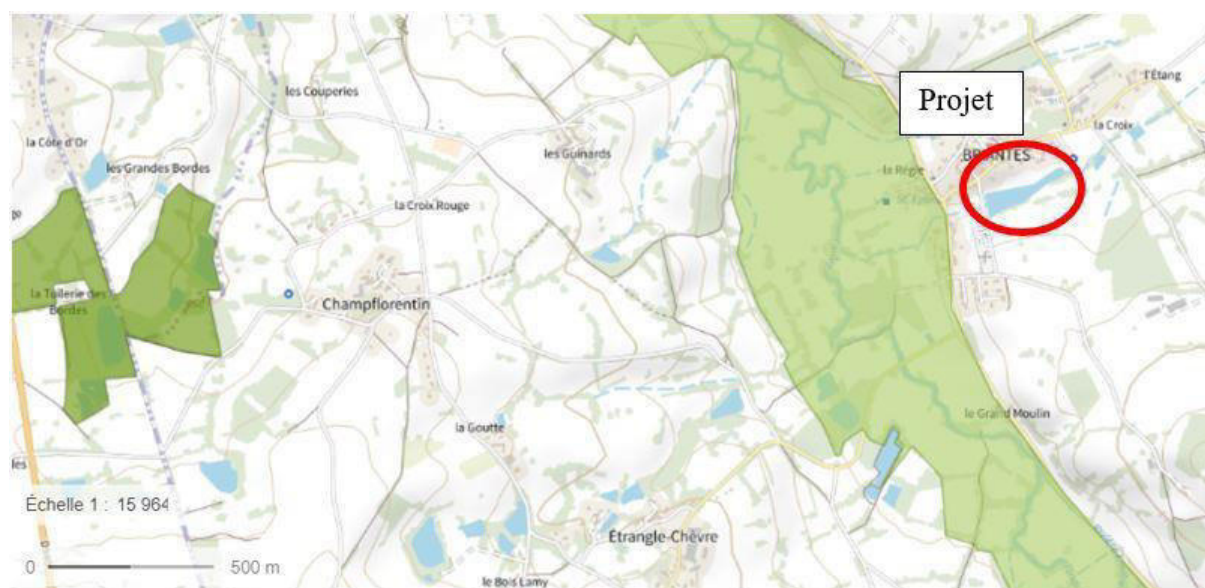 Projet
l'Étang
les Couperies
la Croix
la Côte d'Or
les Guinards
les Grandes Bordes
la Règle
la Croix Rouge
la Tuilerie des
Bordes
Champflorentin
le Grand Moulin
la Goutte
les
Échelle 1 : 15 964
Étrangle-Chèvre
0
500 m
le Bois Lamy